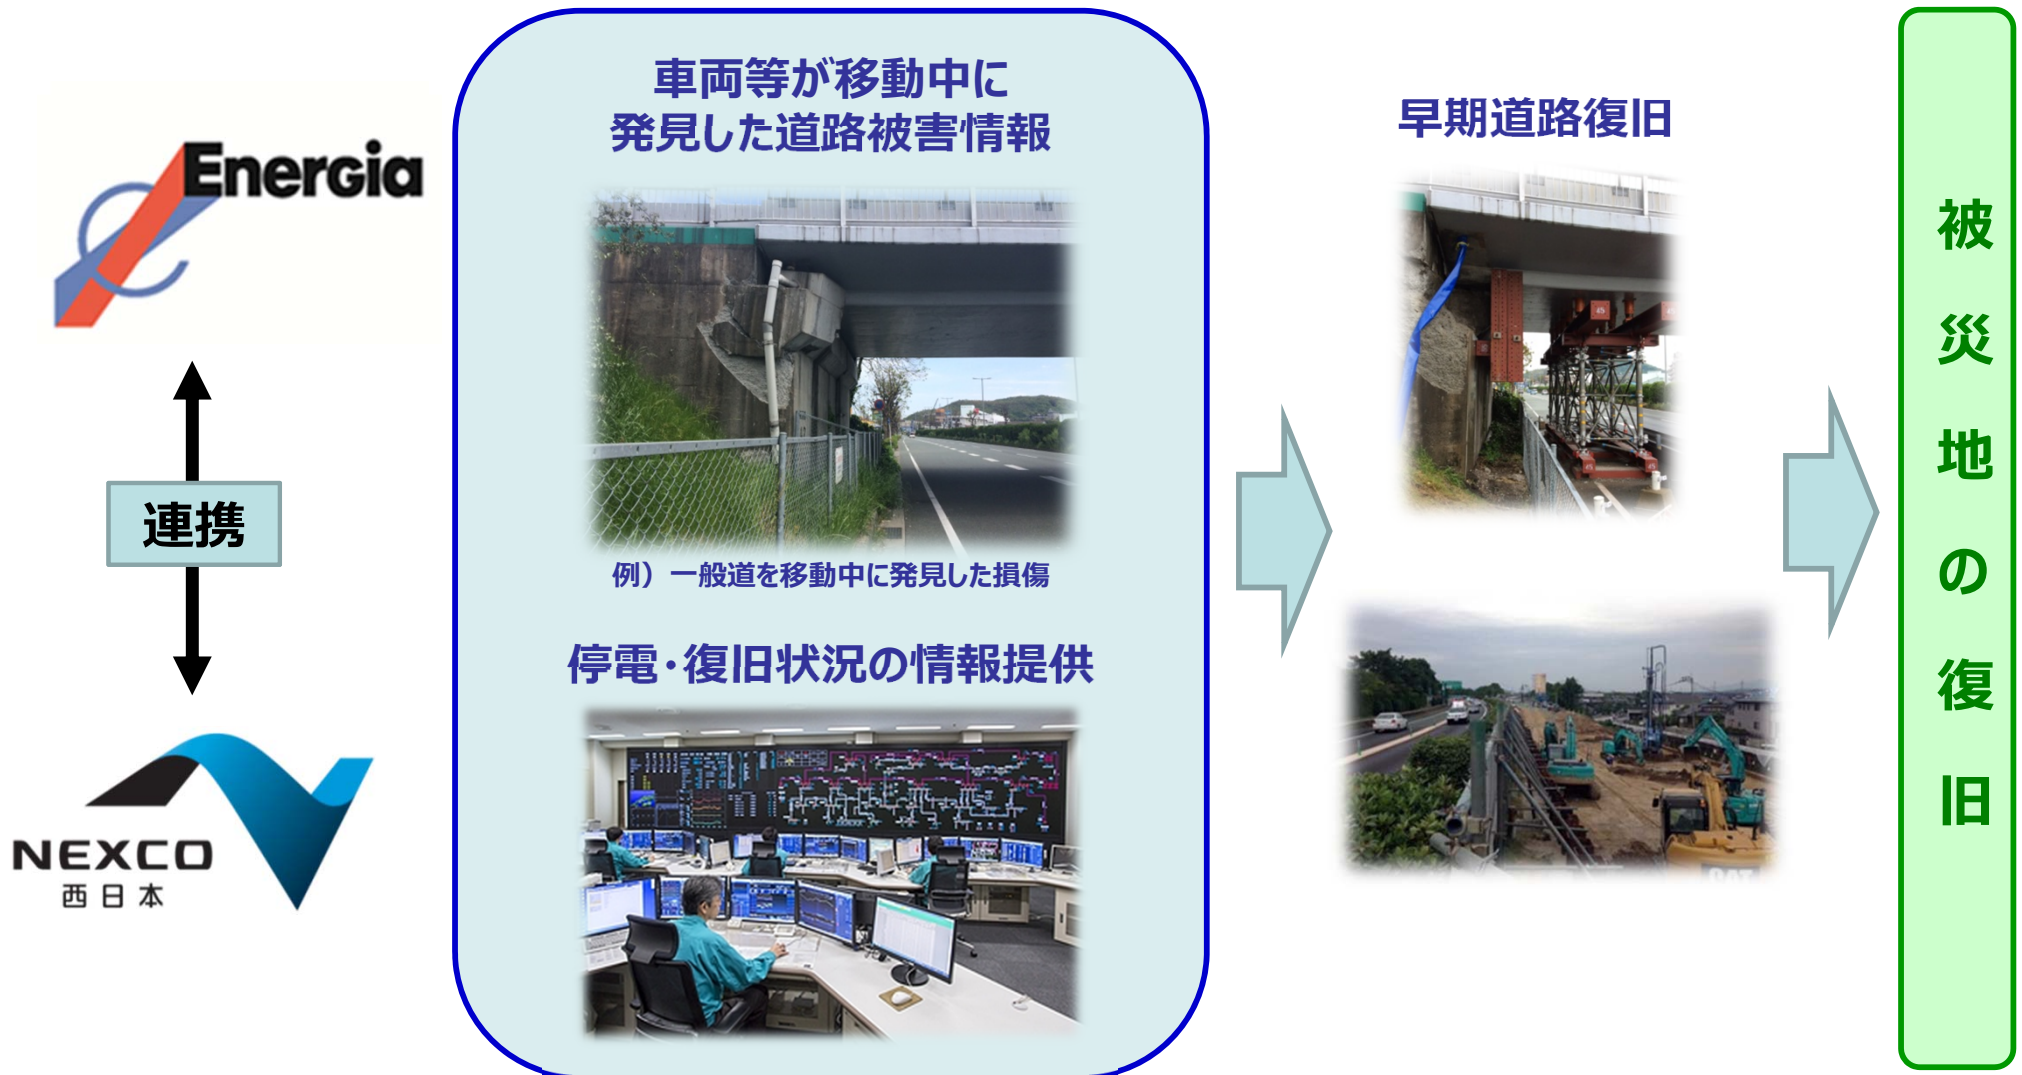 Energia
連携
NEXCO
西日本
車両等が移動中に
発見した道路被害情報
例）一般道を移動中に発見した損傷
停電・復旧状況の情報提供
早期道路復旧
被災地の復旧